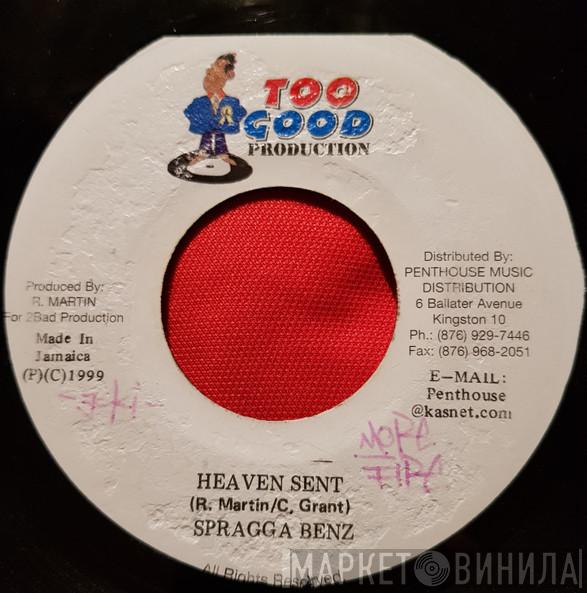 TOO
GOOD
PRODUCTION
Produced By:
R. MARTIN
For 2Bad Production
Made In
Jamaica
(P)(C)1999
Distributed By:
PENTHOUSE MUSIC
DISTRIBUTION
6 Ballater Avenue
Kingston 10
Ph.: (876) 929-7446
Fax: (876) 968-2051
E-MAIL:
Penthouse
@kasnet.com
MORE
FIRE
HEAVEN SENT
(R. Martin/C, Grant)
SPRAGGA BENZ
All Rights Reserved
МАРКЕТ ВИНИЛА